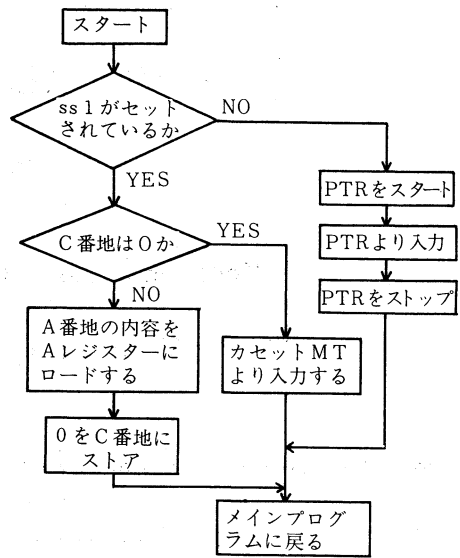 スタート
ss1がセット
されているか
NO
YES
PTRをスタート
C番地は0か
YES
PTRより入力
NO
PTRをストップ
A番地の内容を
Aレジスターに
ロードする
カセットMT
より入力する
0をC番地に
ストア
メインプログ
ラムに戻る